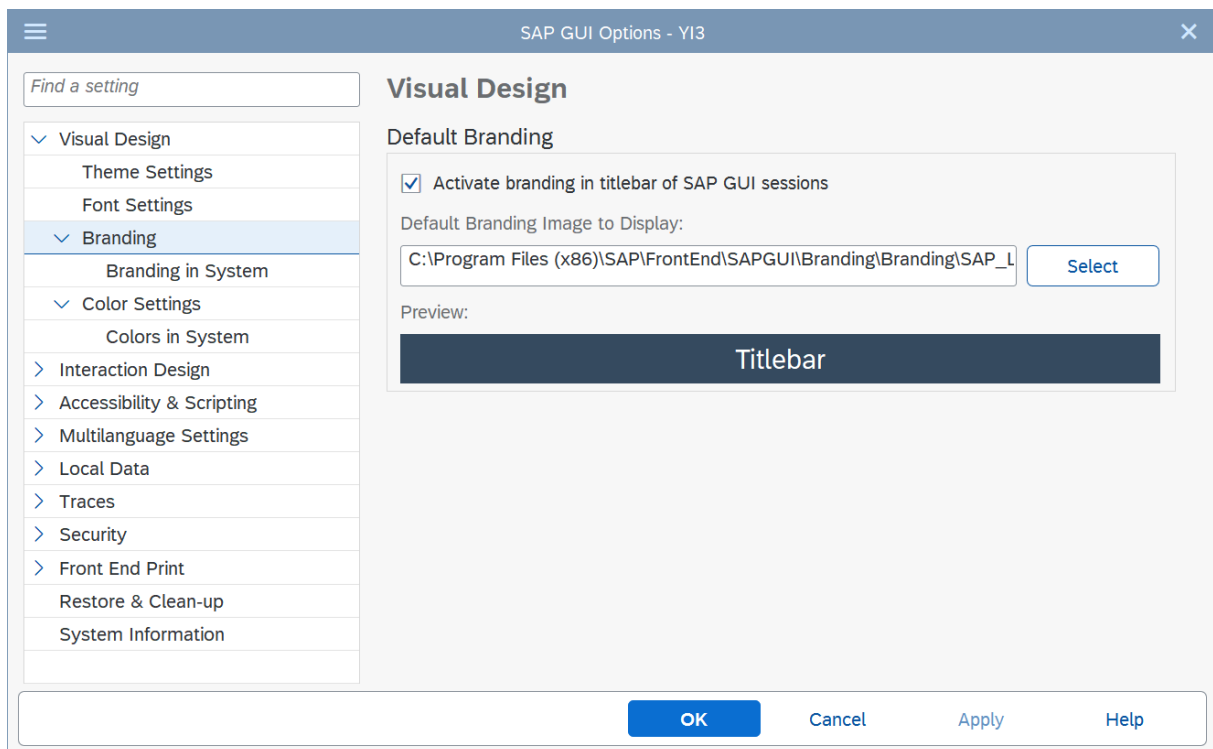 SAP GUI Options - YI3
Find a setting
Visual Design
Theme Settings
Font Settings
Branding
Branding in System
Color Settings
Colors in System
Interaction Design
Accessibility & Scripting
Multilanguage Settings
Local Data
Traces
Security
Front End Print
Restore & Clean-up
System Information
Visual Design
Default Branding
Activate branding in titlebar of SAP GUI sessions
Default Branding Image to Display:
C:\Program Files (x86)\SAP\FrontEnd\SAPGUI\Branding\Branding\SAP_L
Select
Preview:
Titlebar
OK
Cancel
Apply
Help